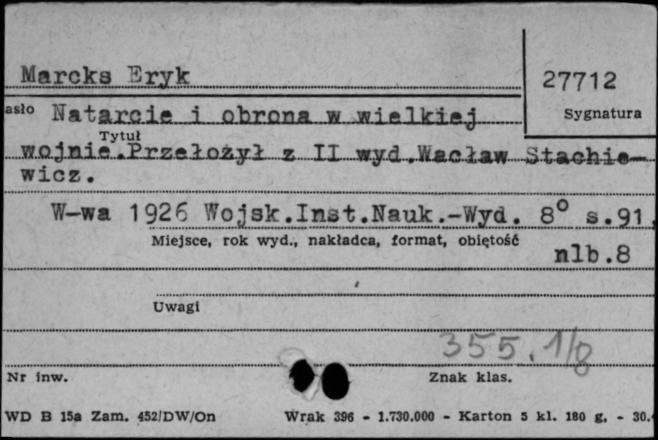 Marcks Eryk
27712
Sygnatura
asło Natarcie i obrona w wielkiej
Tytuł
wojnie.Przełożył z II wyd.Wacław Stachie-
wicz.
W-wa 1926 Wojsk.Inst.Nauk.-Wyd. 8° s.91,
Miejsce, rok wyd., nakładca, format, objętość
nlb.8
Uwagi
355.1/8
Nr inw.
Znak klas.
WD B 15a Zam. 452/DW/On Wrak 396 - 1.730.000 - Karton 5 kl. 180 g, - 30.